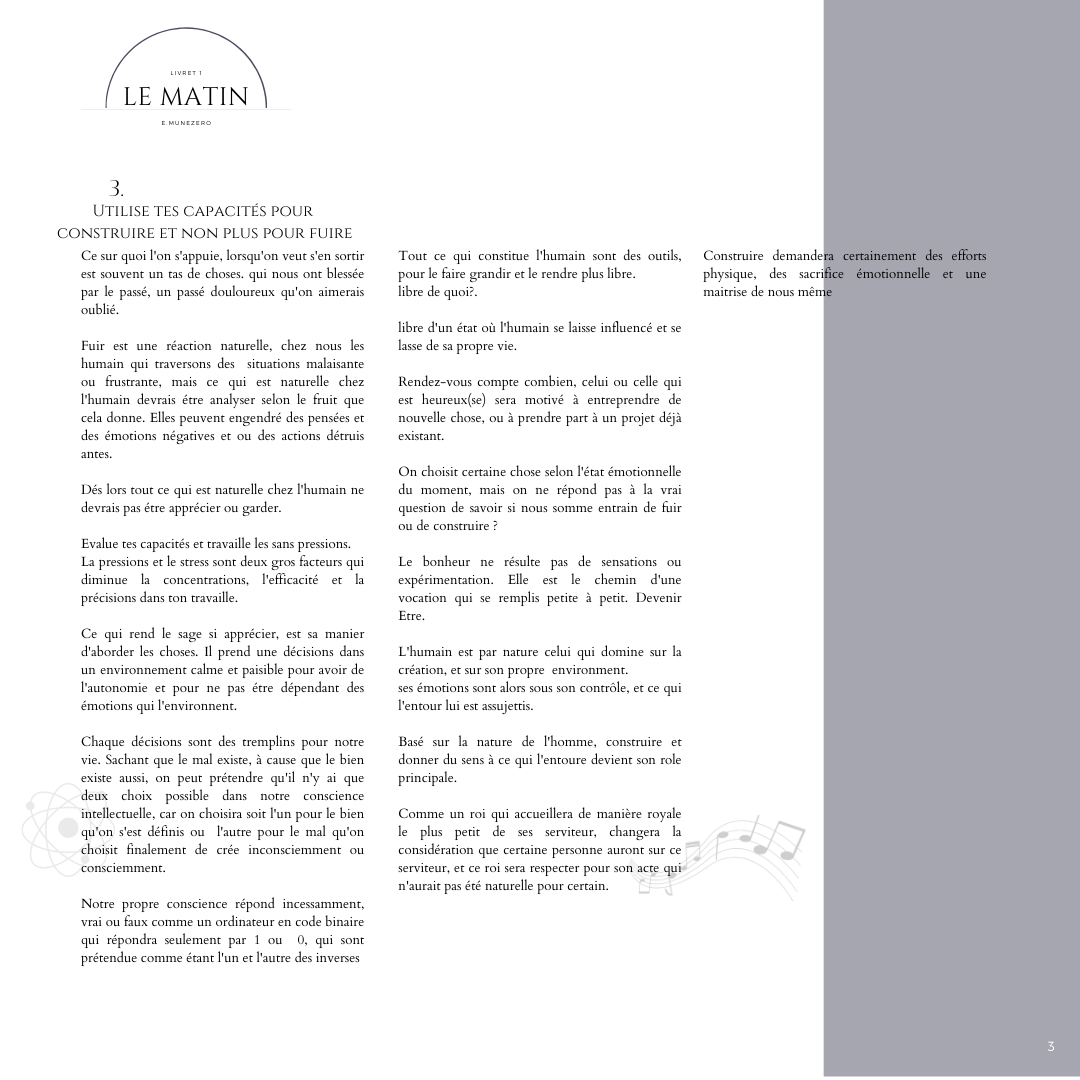 LIVRET 1
LE MATIN
E.MUNEZERO
3.
Utilise tes capacités pour
construire et non plus pour fuire
Ce sur quoi l'on s'appuie, lorsqu'on veut s'en sortir
est souvent un tas de choses. qui nous ont blessée
par le passé, un passé douloureux qu'on aimerais
oublié.
Fuir est une réaction naturelle, chez nous les
humain qui traversons des situations malaisante
ou frustrante, mais ce qui est naturelle chez
l'humain devrais étre analyser selon le fruit que
cela donne. Elles peuvent engendré des pensées et
des émotions négatives et ou des actions détruis
antes.
Dés lors tout ce qui est naturelle chez l'humain ne
devrais pas étre apprécier ou garder.
Evalue tes capacités et travaille les sans pressions.
La pressions et le stress sont deux gros facteurs qui
diminue la concentrations, l'efficacité et la
précisions dans ton travaille.
Ce qui rend le sage si apprécier, est sa manier
d'aborder les choses. Il prend une décisions dans
un environnement calme et paisible pour avoir de
l'autonomie et pour ne pas étre dépendant des
émotions qui l'environnent.
Chaque décisions sont des tremplins pour notre
vie. Sachant que le mal existe, à cause que le bien
existe aussi, on peut prétendre qu'il n'y ai que
deux choix possible dans notre conscience
intellectuelle, car on choisira soit l'un pour le bien
qu'on s'est définis ou l'autre pour le mal qu'on
choisit finalement de crée inconsciemment ou
consciemment.
Notre propre conscience répond incessamment,
vrai ou faux comme un ordinateur en code binaire
qui répondra seulement par 1 ou 0, qui sont
prétendue comme étant l'un et l'autre des inverses
Tout ce qui constitue l'humain sont des outils,
pour le faire grandir et le rendre plus libre.
libre de quoi?.
libre d'un état où l'humain se laisse influencé et se
lasse de sa propre vie.
Rendez-vous compte combien, celui ou celle qui
est heureux(se) sera motivé à entreprendre de
nouvelle chose, ou à prendre part à un projet déjà
existant.
On choisit certaine chose selon l'état émotionnelle
du moment, mais on ne répond pas à la vrai
question de savoir si nous somme entrain de fuir
ou de construire ?
Le bonheur ne résulte pas de sensations ou
expérimentation. Elle est le chemin d'une
vocation qui se remplis petite à petit. Devenir
Etre.
L'humain est par nature celui qui domine sur la
création, et sur son propre environment.
ses émotions sont alors sous son contrôle, et ce qui
l'entour lui est assujettis.
Basé sur la nature de l'homme, construire et
donner du sens à ce qui l'entoure devient son role
principale.
Comme un roi qui accueillera de manière royale
le plus petit de ses serviteur, changera la
considération que certaine personne auront sur ce
serviteur, et ce roi sera respecter pour son acte qui
n'aurait pas été naturelle pour certain.
Construire demandera certainement des efforts
physique, des sacrifice émotionnelle et une
maitrise de nous même
3